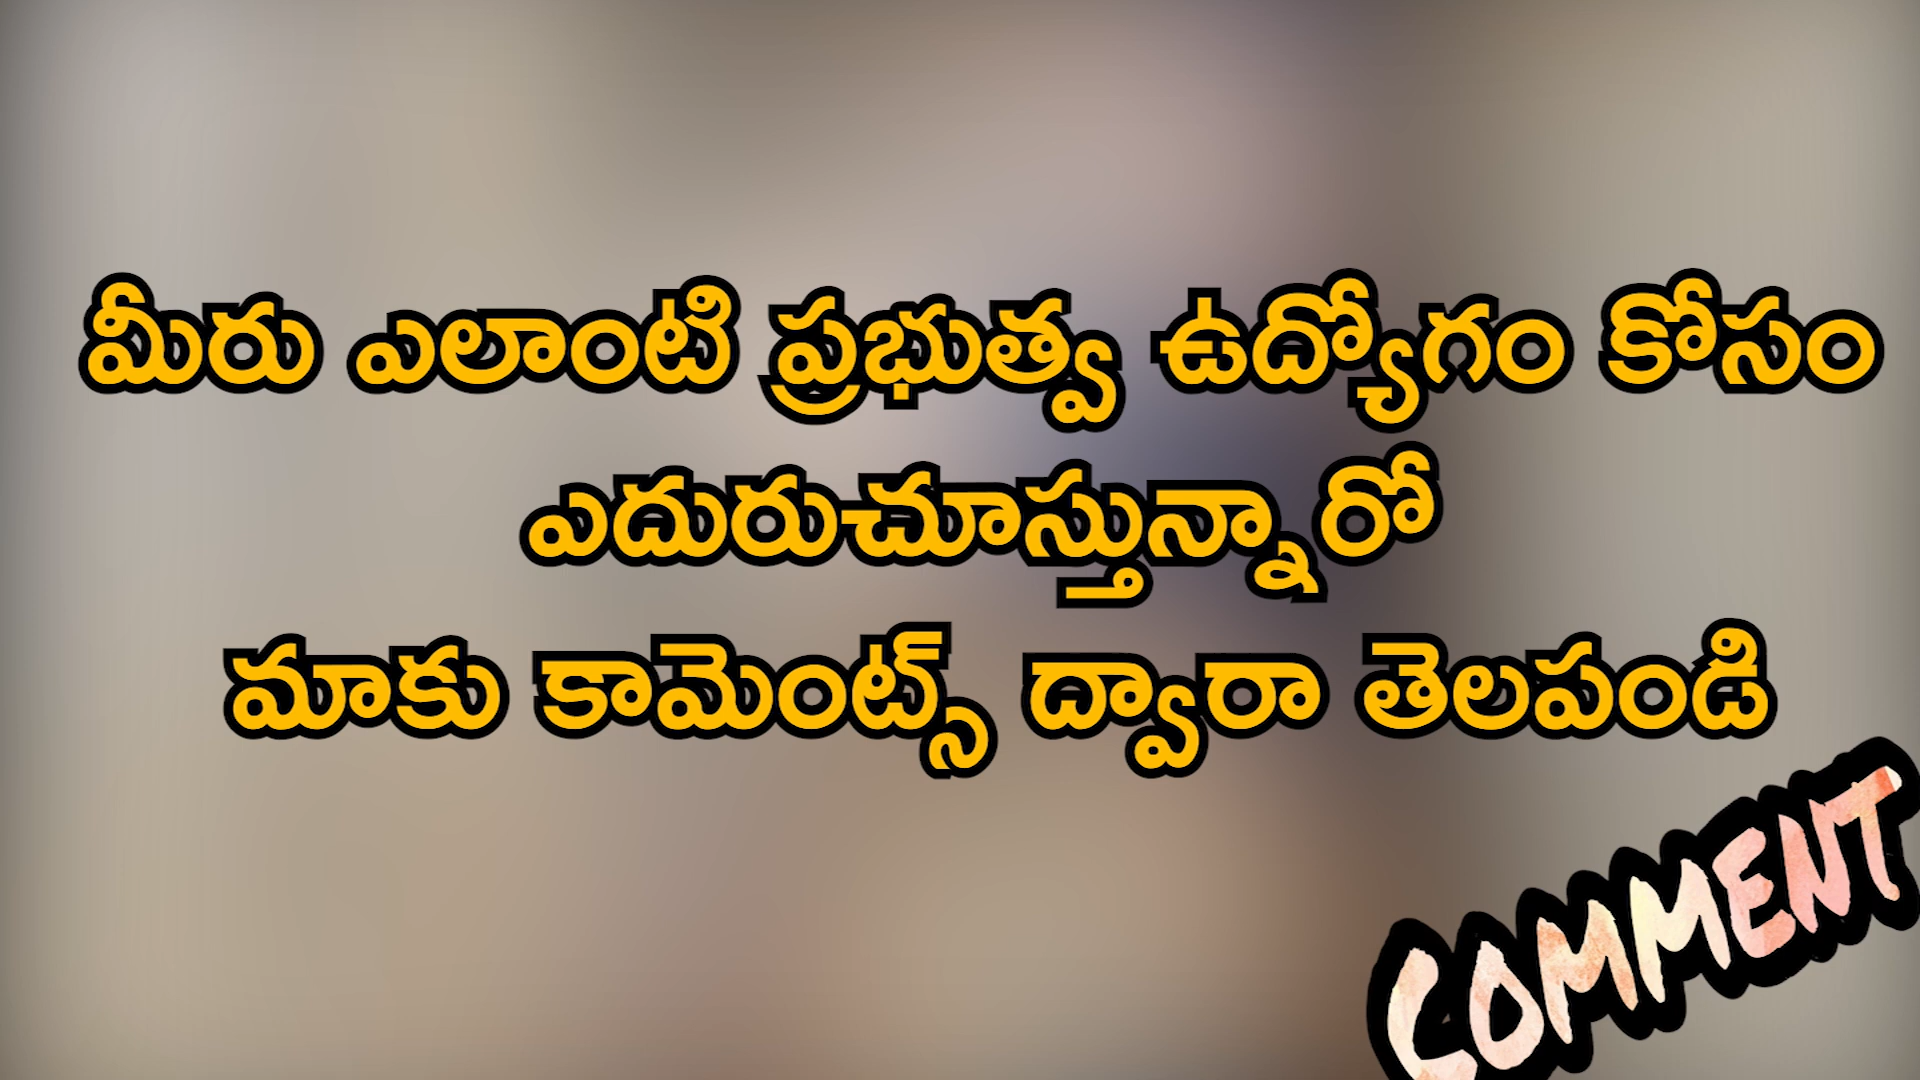 మీరు ఎలాంటి ప్రభుత్వ ఉద్యోగం కోసం
ఎదురుచూస్తున్నారో
మాకు కామెంట్స్ ద్వారా తెలపండి
COMMENT